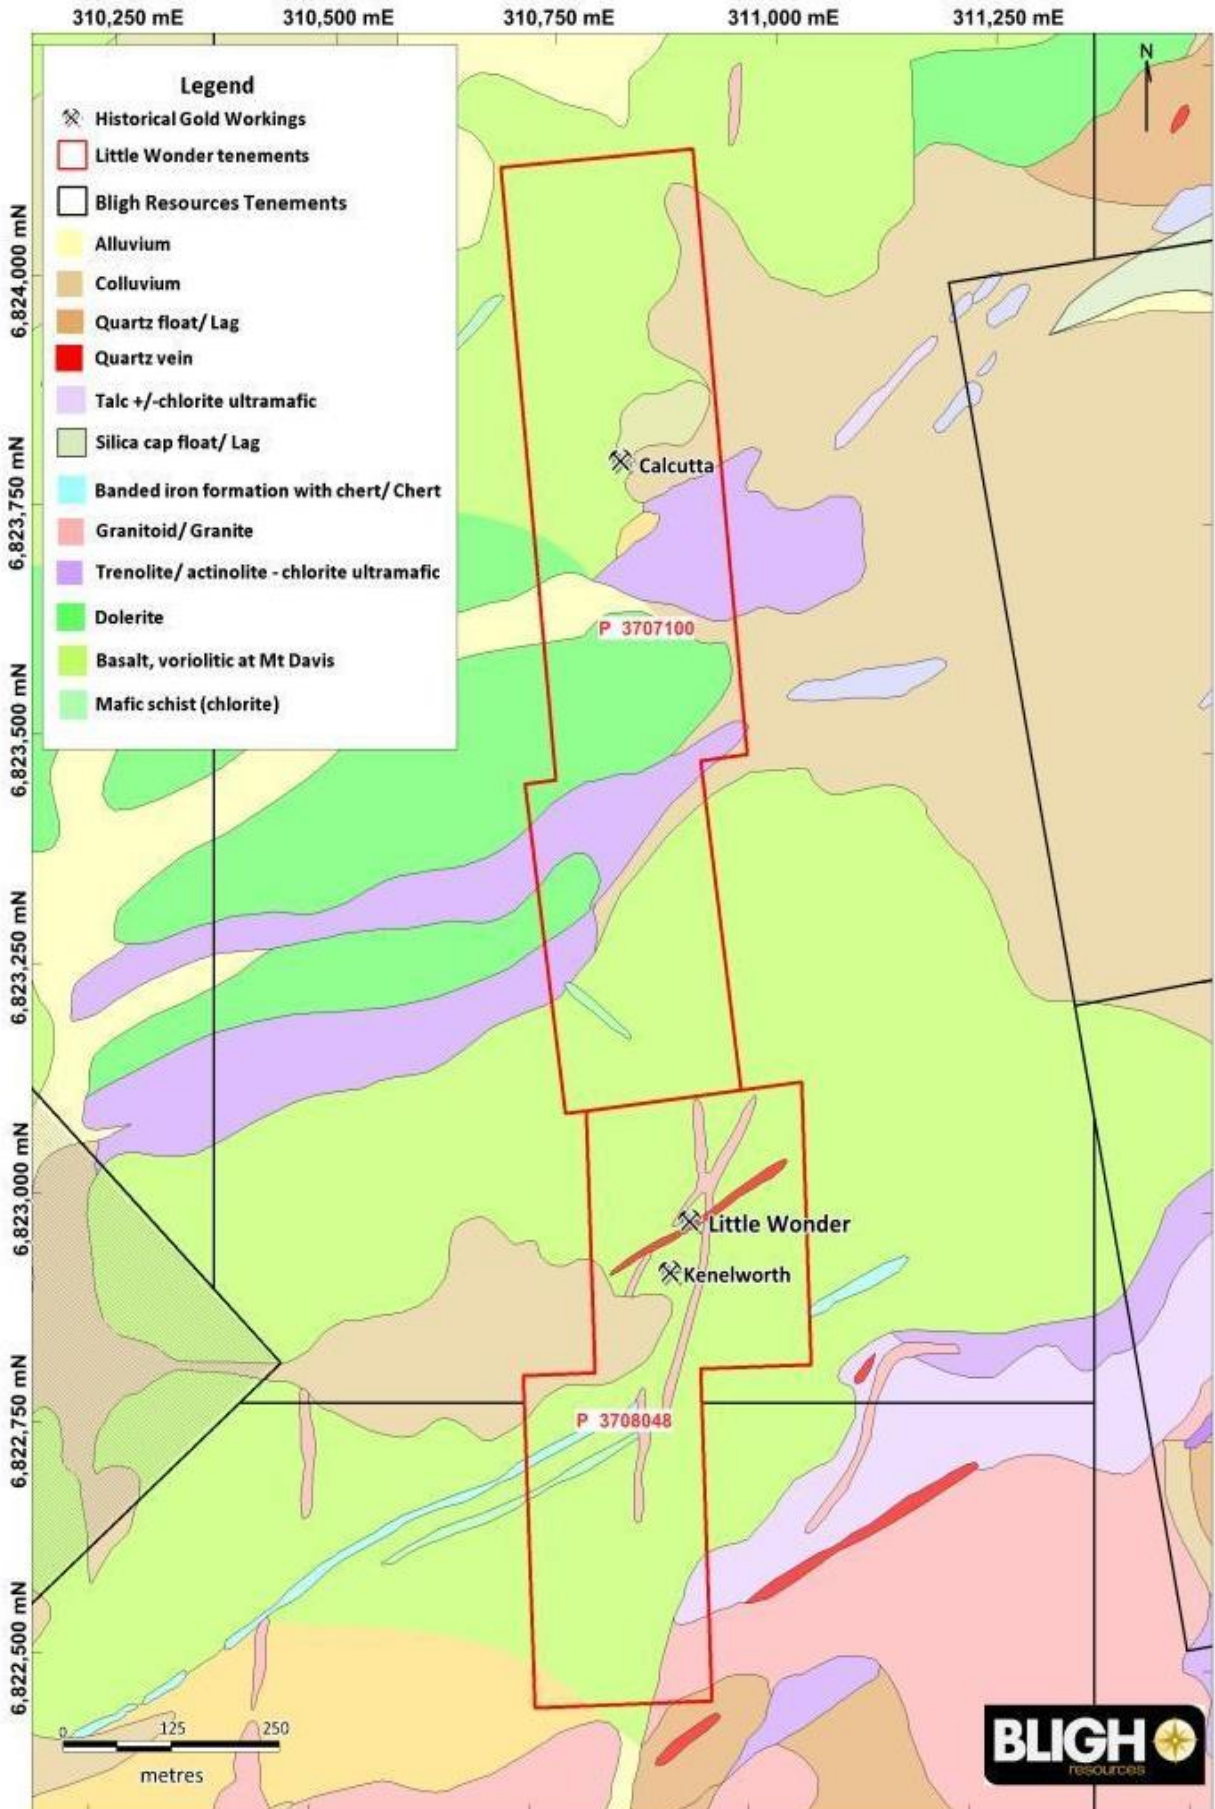 310,250 mE 310,500 mE 310,750 mE 311,000 mE 311,250 mE
N
Legend
Historical Gold Workings
Little Wonder tenements
Bligh Resources Tenements
Alluvium
Colluvium
Quartz float/ Lag
Quartz vein
Talc +/-chlorite ultramafic
Silica cap float/ Lag
Banded iron formation with chert/ Chert
Granitoid/ Granite
Trenolite/ actinolite - chlorite ultramafic
Dolerite
Basalt, voriolitic at Mt Davis
Mafic schist (chlorite)
6,824,000 mN
6,823,750 mN
6,823,500 mN
6,823,250 mN
6,823,000 mN
6,822,750 mN
6,822,500 mN
Calcutta
P 3707100
Little Wonder
Kenelworth
P 3708048
0 125 250
metres
BLIGH
resources